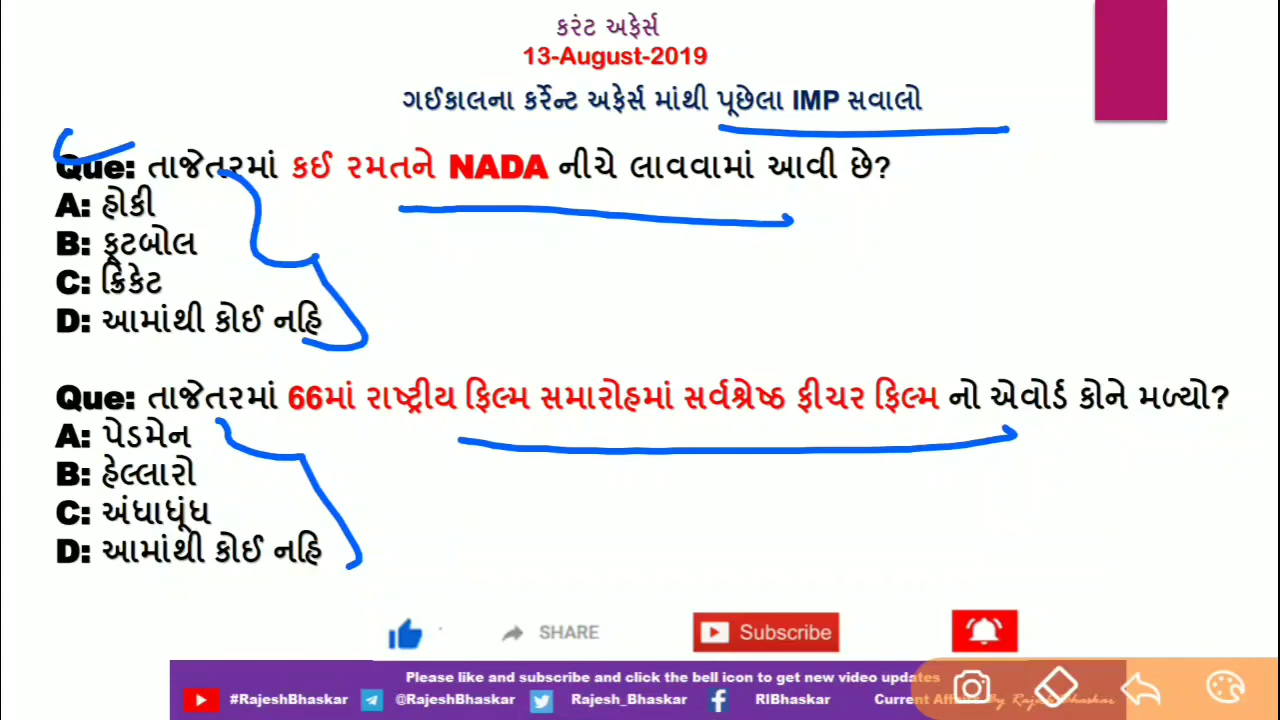 કરંટ અફેર્સ
13-August-2019
ગઈકાલના કર્રેન્ટ અફેર્સ માંથી પૂછેલા IMP સવાલો
Que: તાજેતરમાં કઈ રમતને NADA નીચે લાવવામાં આવી છે?
A: હોકી
B: ફૂટબોલ
C: ક્રિકેટ
D: આમાંથી કોઈ નહિ
Que: તાજેતરમાં 66માં રાષ્ટ્રીય ફિલ્મ સમારોહમાં સર્વશ્રેષ્ઠ ફીચર ફિલ્મ નો એવોર્ડ કોને મળ્યો?
A: પેડમેન
B: હેલ્લારો
C: અંધાધૂંધ
D: આમાંથી કોઈ નહિ
SHARE Subscribe
Please like and subscribe and click the bell icon to get new video updates
#RajeshBhaskar @RajeshBhaskar Rajesh_Bhaskar RIBhaskar Current